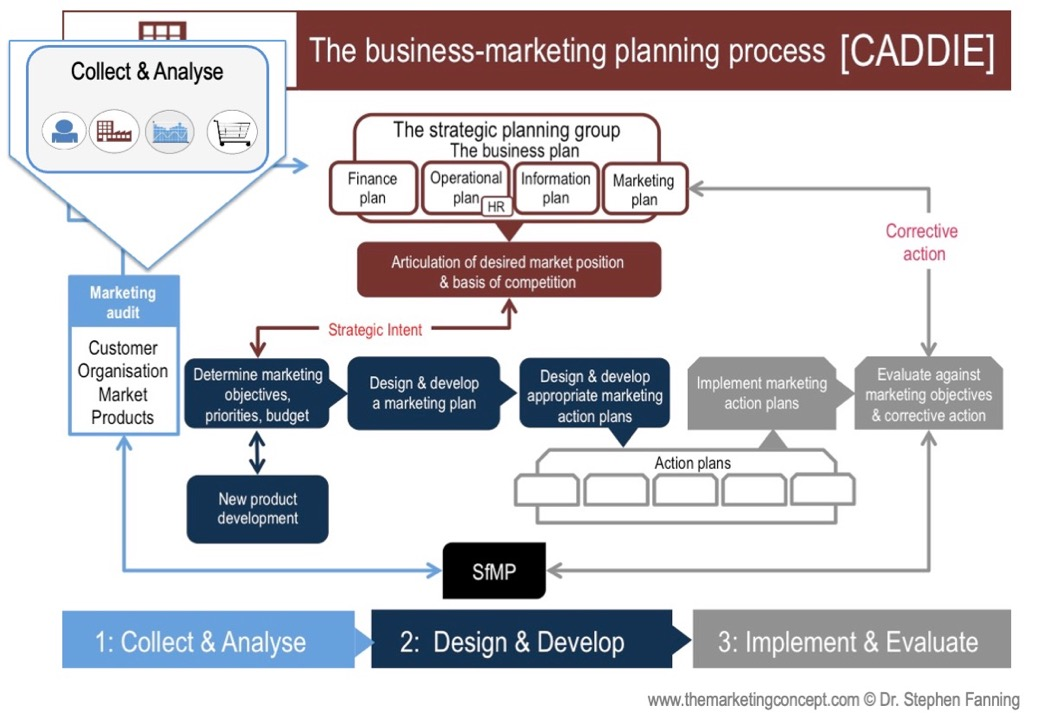 The business-marketing planning process [CADDIE]
Collect & Analyse
The strategic planning group
The business plan
Finance
plan
Operational
plan
HR
Information
plan
Marketing
plan
Corrective
action
Articulation of desired market position
& basis of competition
Marketing
audit
Customer
Organisation
Market
Products
Strategic Intent
Determine marketing
objectives,
priorities, budget
Design & develop
a marketing plan
Design & develop
appropriate marketing
action plans
Implement marketing
action plans
Evaluate against
marketing objectives
& corrective action
Action plans
New product
development
SfMP
1: Collect & Analyse
2: Design & Develop
3: Implement & Evaluate
www.themarketingconcept.com © Dr. Stephen Fanning